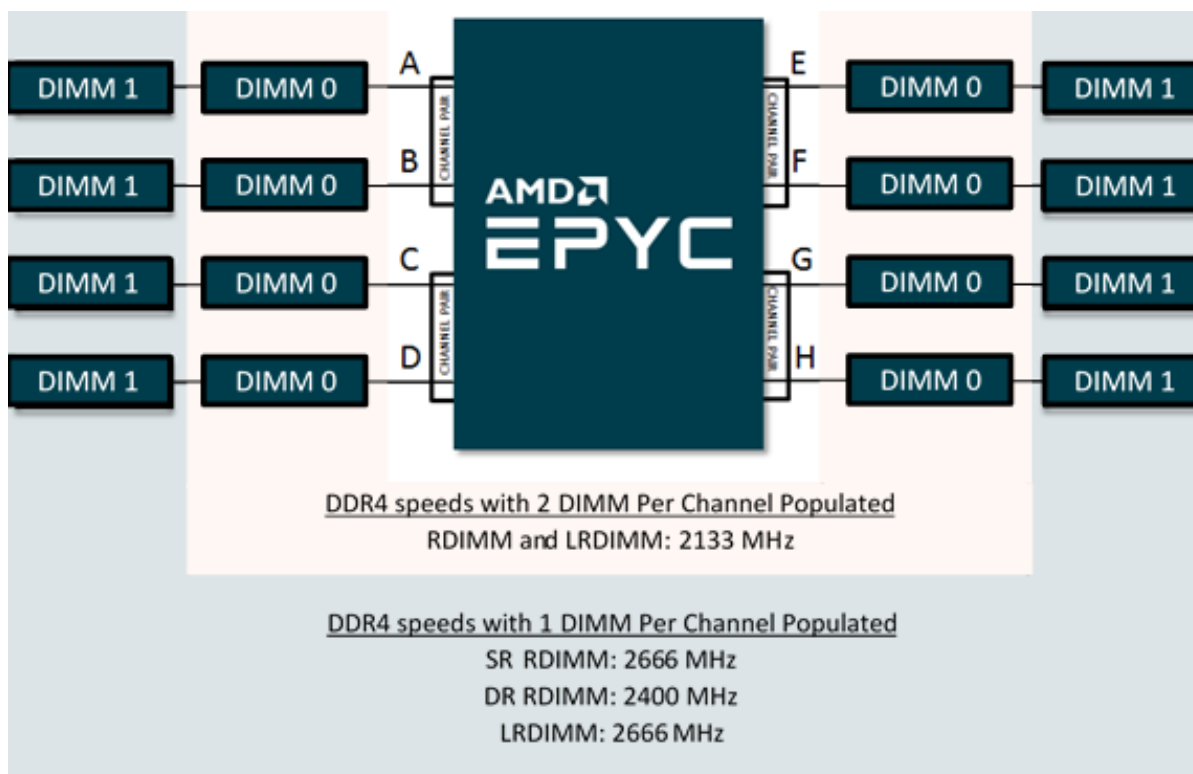 A
E
DIMM 1
DIMM 0
DIMM 0
DIMM 1
CHANNEL PAIR
CHANNEL PAIR
B
F
DIMM 1
DIMM 0
DIMM 0
DIMM 1
AMD
EPYC
C
G
DIMM 1
DIMM 0
DIMM 0
DIMM 1
CHANNEL PAIR
CHANNEL PAIR
D
H
DIMM 1
DIMM 0
DIMM 0
DIMM 1
DDR4 speeds with 2 DIMM Per Channel Populated
RDIMM and LRDIMM: 2133 MHz
DDR4 speeds with 1 DIMM Per Channel Populated
SR RDIMM: 2666 MHz
DR RDIMM: 2400 MHz
LRDIMM: 2666 MHz